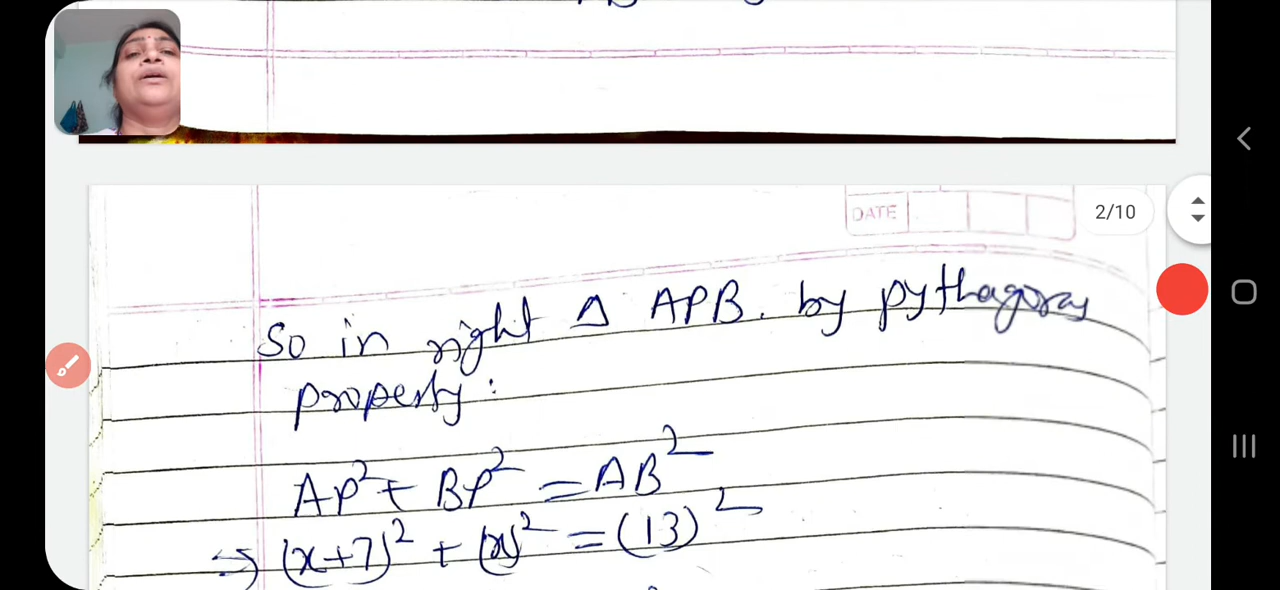 DATE
2/10
So in right Δ APB. by pythagoras
property:
AP² + BP² = AB²
⇒ (x+7)² + (x)² = (13)²